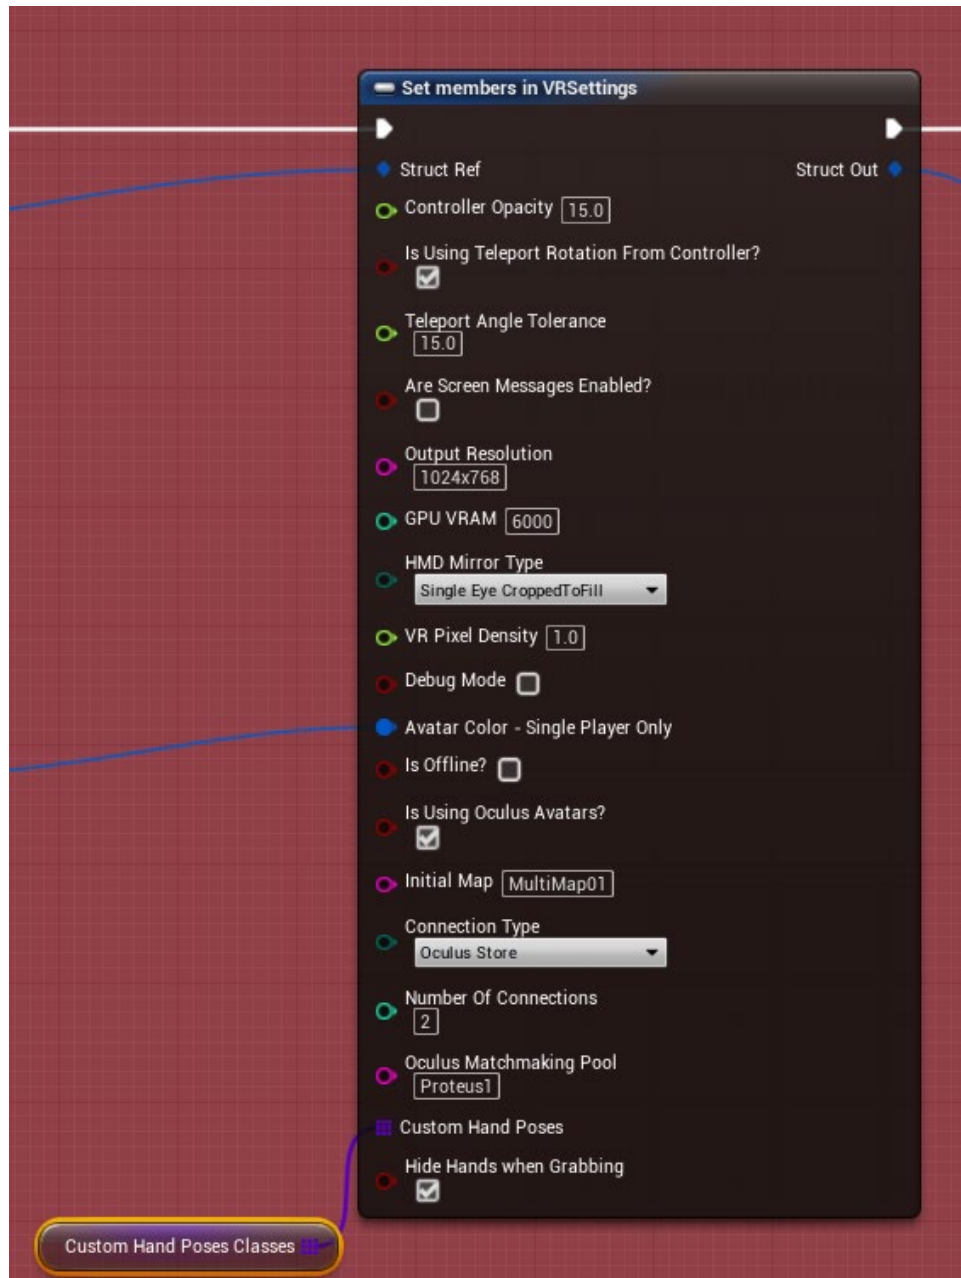 Set members in VRSettings
Struct Ref Struct Out
Controller Opacity 15.0
Is Using Teleport Rotation From Controller?
Teleport Angle Tolerance
15.0
Are Screen Messages Enabled?
Output Resolution
1024x768
GPU VRAM 6000
HMD Mirror Type
Single Eye CroppedToFill
VR Pixel Density 1.0
Debug Mode
Avatar Color - Single Player Only
Is Offline?
Is Using Oculus Avatars?
Initial Map MultiMap01
Connection Type
Oculus Store
Number Of Connections
2
Oculus Matchmaking Pool
Proteus1
Custom Hand Poses
Hide Hands when Grabbing
Custom Hand Poses Classes